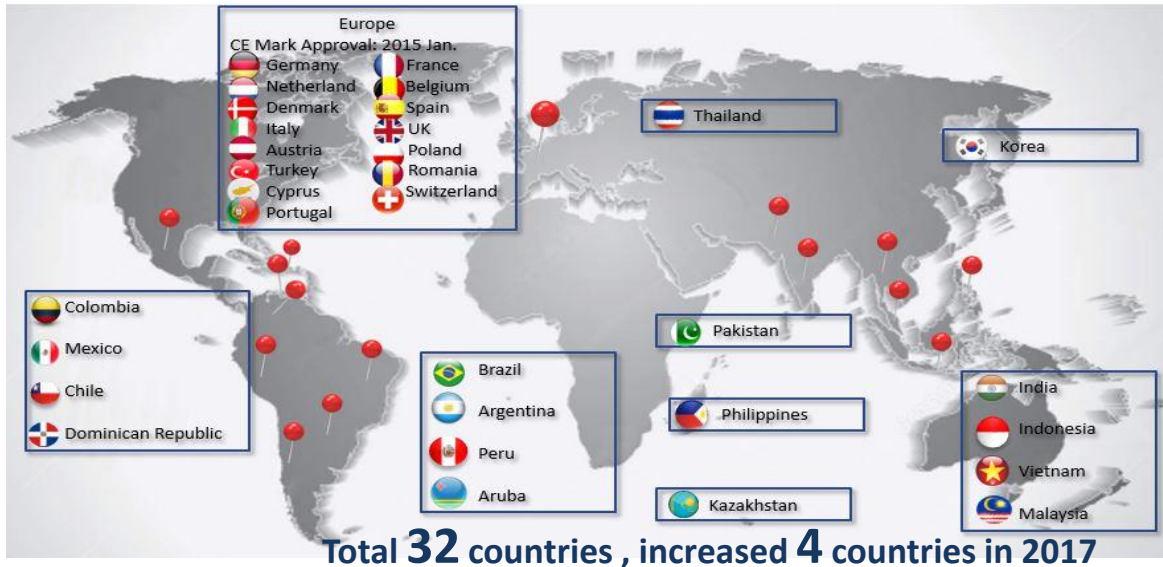 Europe
CE Mark Approval: 2015 Jan.
Germany
Netherland
Denmark
Italy
Austria
Turkey
Cyprus
Portugal
France
Belgium
Spain
UK
Poland
Romania
Switzerland
Thailand
Korea
Colombia
Mexico
Chile
Dominican Republic
Brazil
Argentina
Peru
Aruba
Pakistan
Philippines
Kazakhstan
India
Indonesia
Vietnam
Malaysia
Total 32 countries , increased 4 countries in 2017